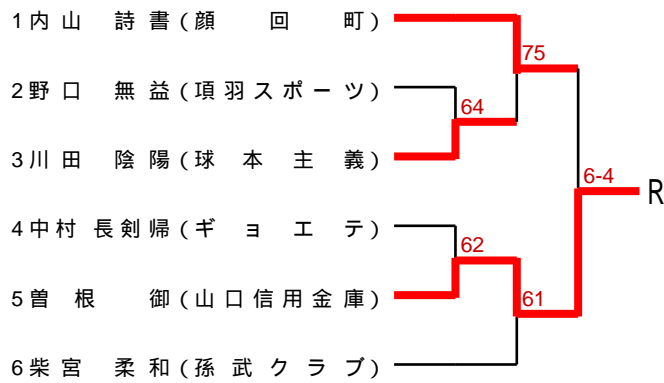 1 内山 詩書 (顔回町)
75
2 野口 無益 (項羽スポーツ)
64
3 川田 陰陽 (球本主義)
6-4
R
4 中村 長剣帰 (ギョエテ)
62
5 曽根 御 (山口信用金庫)
61
6 柴宮 柔和 (孫武クラブ)